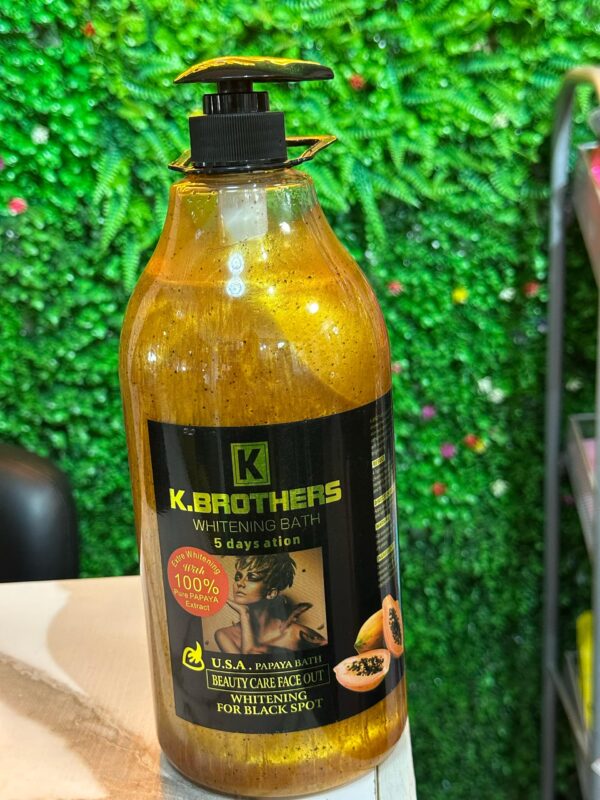 K
K.BROTHERS
WHITENING BATH
5 days ation
Extre Whitening
With
100%
Pure PAPAYA
Extract
U.S.A. PAPAYA BATH
BEAUTY CARE FACE OUT
WHITENING
FOR BLACK SPOT